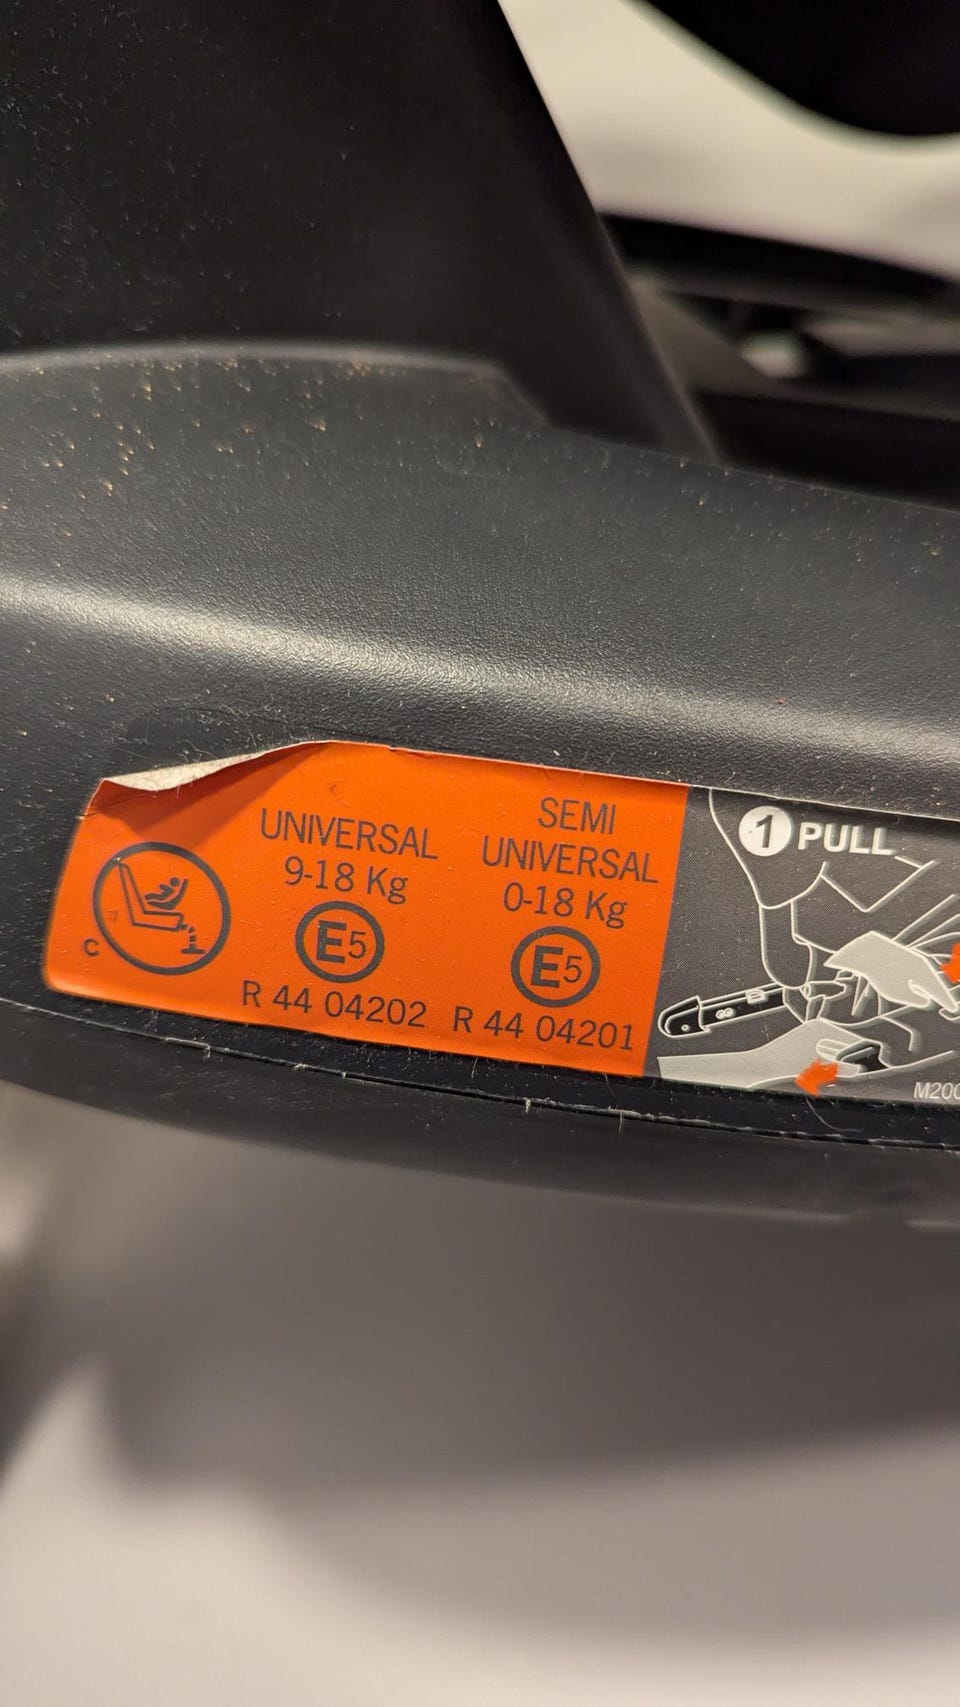 C
UNIVERSAL
9-18 Kg
E5
R 44 04202
SEMI
UNIVERSAL
0-18 Kg
E5
R 44 04201
1 PULL